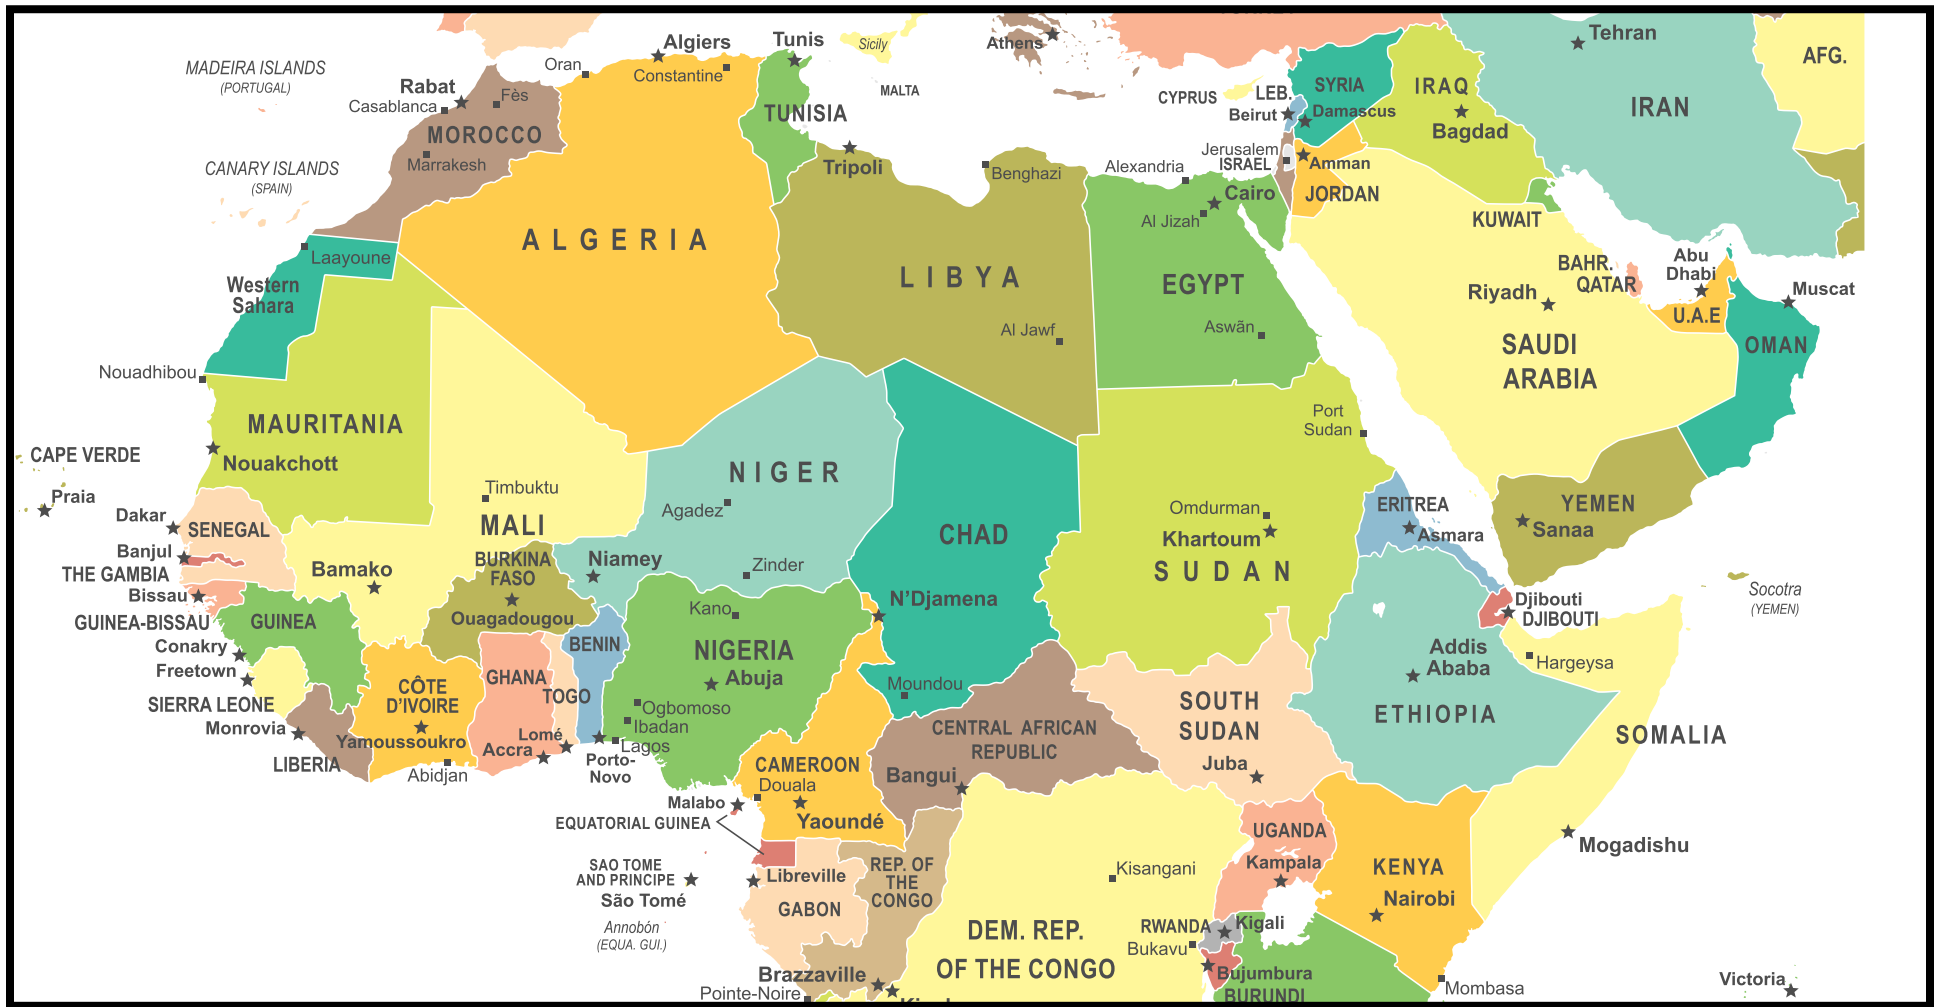 Tehran
AFG.
IRAN
MADEIRA ISLANDS
(PORTUGAL)
Rabat
Casablanca
Fès
MOROCCO
Marrakesh
Oran
Algiers
Constantine
Tunis
TUNISIA
Sicily
MALTA
Athens
CYPRUS
LEB.
Beirut
SYRIA
Damascus
IRAQ
Bagdad
CANARY ISLANDS
(SPAIN)
Tripoli
Benghazi
Alexandria
Jerusalem
ISRAEL
Amman
JORDAN
Cairo
Al Jizah
KUWAIT
Laayoune
Western
Sahara
ALGERIA
LIBYA
Al Jawf
EGYPT
Aswãn
Riyadh
BAHR.
QATAR
Abu
Dhabi
U.A.E
Muscat
SAUDI
ARABIA
OMAN
Nouadhibou
MAURITANIA
Nouakchott
CAPE VERDE
Praia
Port
Sudan
Timbuktu
MALI
NIGER
Agadez
Zinder
CHAD
Omdurman
Khartoum
SUDAN
ERITREA
Asmara
YEMEN
Sanaa
Socotra
(YEMEN)
Dakar
SENEGAL
Banjul
THE GAMBIA
Bissau
GUINEA-BISSAU
GUINEA
Conakry
Freetown
SIERRA LEONE
Monrovia
LIBERIA
Bamako
BURKINA
FASO
Ouagadougou
Niamey
BENIN
GHANA
TOGO
CÔTE
D'IVOIRE
Yamoussoukro
Abidjan
Accra
Lomé
Porto-
Novo
Kano
NIGERIA
Abuja
Ogbomoso
Ibadan
Lagos
N'Djamena
Moundou
CENTRAL AFRICAN
REPUBLIC
Bangui
SOUTH
SUDAN
Juba
Djibouti
DJIBOUTI
Addis
Ababa
ETHIOPIA
Hargeysa
SOMALIA
Mogadishu
CAMEROON
Douala
Yaoundé
Malabo
EQUATORIAL GUINEA
SAO TOME
AND PRINCIPE
São Tomé
Annobón
(EQUA. GUI.)
Libreville
GABON
REP. OF
THE
CONGO
Brazzaville
Pointe-Noire
Kisangani
DEM. REP.
OF THE CONGO
UGANDA
Kampala
KENYA
Nairobi
RWANDA
Kigali
Bukavu
Bujumbura
BURUNDI
Mombasa
Victoria